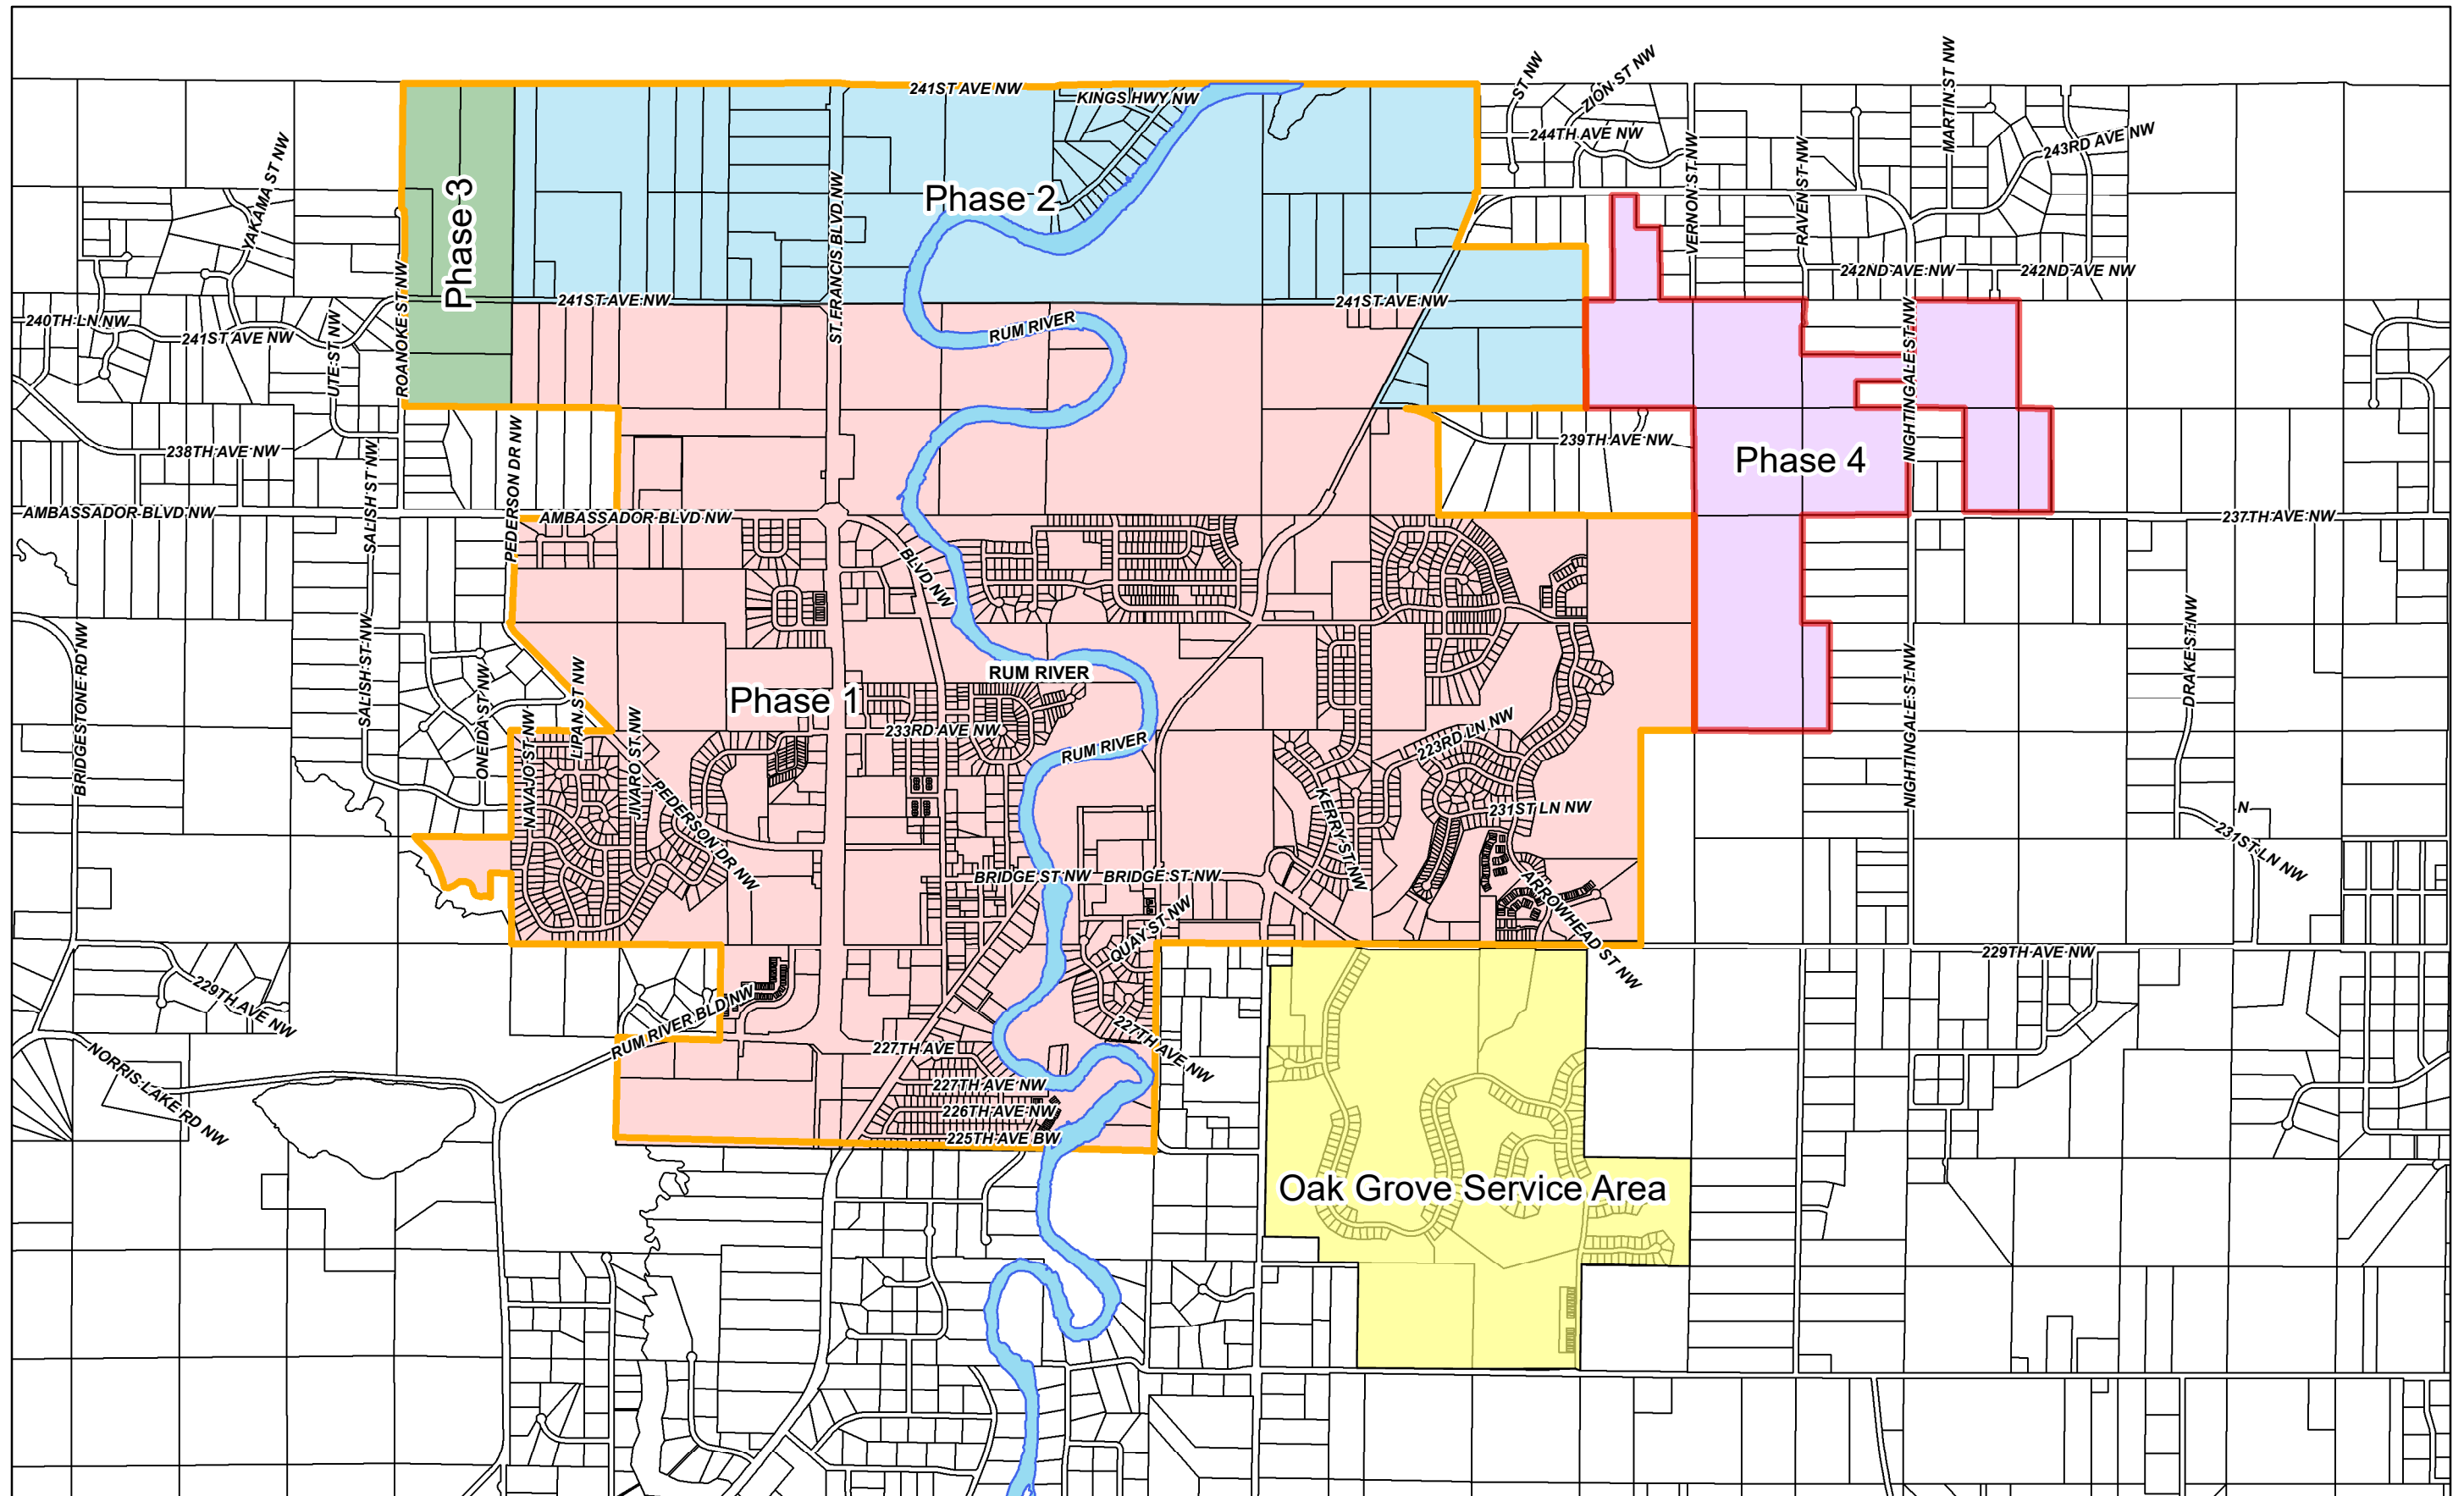 241ST AVE NW
KINGS HWY NW
ST NW
ZION ST NW
MARTIN ST NW
244TH AVE NW
243RD AVE NW
YAKAMA ST NW
Phase 3
Phase 2
ST FRANCIS BLVD NW
VERNON ST NW
RAVEN ST NW
242ND AVE NW
242ND AVE NW
ROANOKE ST NW
241ST AVE NW
241ST AVE NW
240TH LN NW
241ST AVE NW
UTE ST NW
RUM RIVER
NIGHTINGALE ST NW
238TH AVE NW
SALISH ST NW
PEDERSON DR NW
239TH AVE NW
Phase 4
AMBASSADOR BLVD NW
AMBASSADOR BLVD NW
237TH AVE NW
BLVD NW
BRIDGESTONE RD NW
SALISH ST NW
ONEIDA ST NW
LIPAN ST NW
RUM RIVER
Phase 1
NIGHTINGALE ST NW
DRAKE ST NW
NAVAJO ST NW
JIVARO ST NW
233RD AVE NW
RUM RIVER
223RD LN NW
PEDERSON DR NW
KERRY ST NW
231ST LN NW
N
231ST LN NW
BRIDGE ST NW
BRIDGE ST NW
ARROWHEAD ST NW
QUAY ST NW
229TH AVE NW
229TH AVE NW
RUM RIVER BLD NW
227TH AVE
227TH AVE NW
NORRIS LAKE RD NW
227TH AVE NW
226TH AVE NW
225TH AVE BW
Oak Grove Service Area